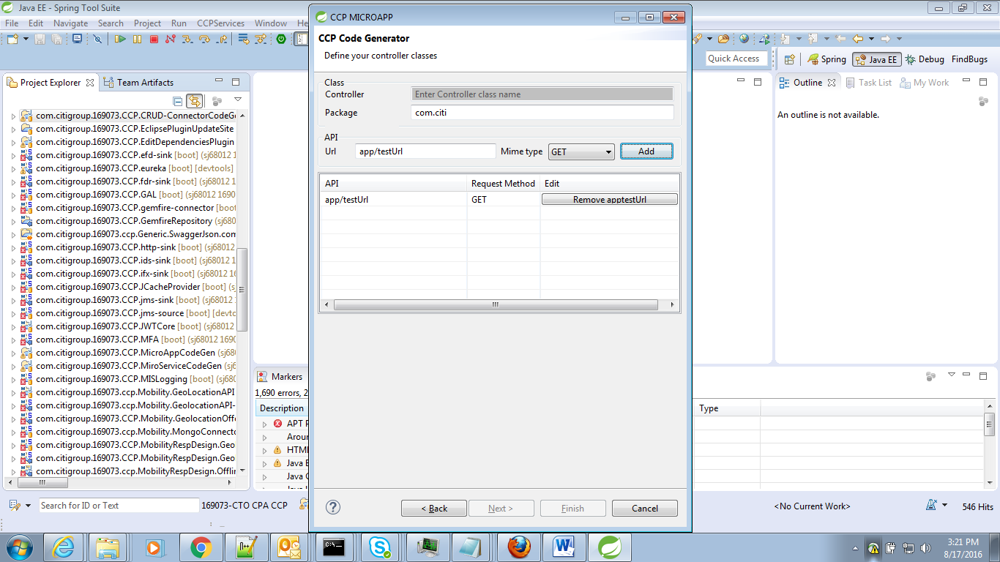 Java EE - Spring Tool Suite
File Edit Navigate Search Project Run CCPServices Window He
Quick Access
Spring Java EE Debug FindBugs
Project Explorer Team Artifacts
com.citigroup.169073.CCP.CRUD-ConnectorCodeGe
com.citigroup.169073.CCP.EclipsePluginUpdateSite
com.citigroup.169073.CCP.EditDependenciesPlugin
com.citigroup.169073.CCP.efd-sink [boot] (sj68012 1
com.citigroup.169073.CCP.eureka [boot] [devtools]
com.citigroup.169073.CCP.fdr-sink [boot] (sj68012 1
com.citigroup.169073.CCP.GAL [boot] (sj68012 1690
com.citigroup.169073.CCP.gemfire-connector [boo
com.citigroup.169073.CCP.GemfireRepository (sj680
com.citigroup.169073.ccp.Generic.SwaggerJson.com
com.citigroup.169073.CCP.http-sink [boot] (sj68012
com.citigroup.169073.CCP.ids-sink [boot] (sj68012 1
com.citigroup.169073.CCP.ifx-sink [boot] (sj68012 16
com.citigroup.169073.CCP.JCacheProvider [boot] (s
com.citigroup.169073.CCP.jms-sink [boot] (sj68012
com.citigroup.169073.CCP.jms-source [boot] [devto
com.citigroup.169073.CCP.JWTCore [boot] (sj68012
com.citigroup.169073.CCP.MFA [boot] (sj68012 1690
com.citigroup.169073.CCP.MicroAppCodeGen (sj68
com.citigroup.169073.CCP.MiroServiceCodeGen (sj6
com.citigroup.169073.CCP.MISLogging [boot] (sj680
com.citigroup.169073.ccp.Mobility.GeoLocationAPI
com.citigroup.169073.CCP.Mobility.GeolocationAPI-
com.citigroup.169073.CCP.Mobility.GeolocationOffe
com.citigroup.169073.CCP.Mobility.MongoConnecto
com.citigroup.169073.CCP.MobilityRespDesign.Geo
com.citigroup.169073.CCP.MobilityRespDesign.Geo
com.citigroup.169073.ccp.MobilityRespDesign.Offlin
Search for ID or Text 169073-CTO CPA CCP
CCP MICROAPP
CCP Code Generator
Define your controller classes
Class
Controller Enter Controller class name
Package com.citi
API
Url app/testUrl Mime type GET Add
API Request Method Edit
app/testUrl GET Remove apptestUrl
< Back Next > Finish Cancel
Markers
1,690 errors, 2
Description Type
APT P
Aroun
HTML
Java B
Java C
Outline Task List My Work
An outline is not available.
<No Current Work> 546 Hits
3:21 PM
8/17/2016